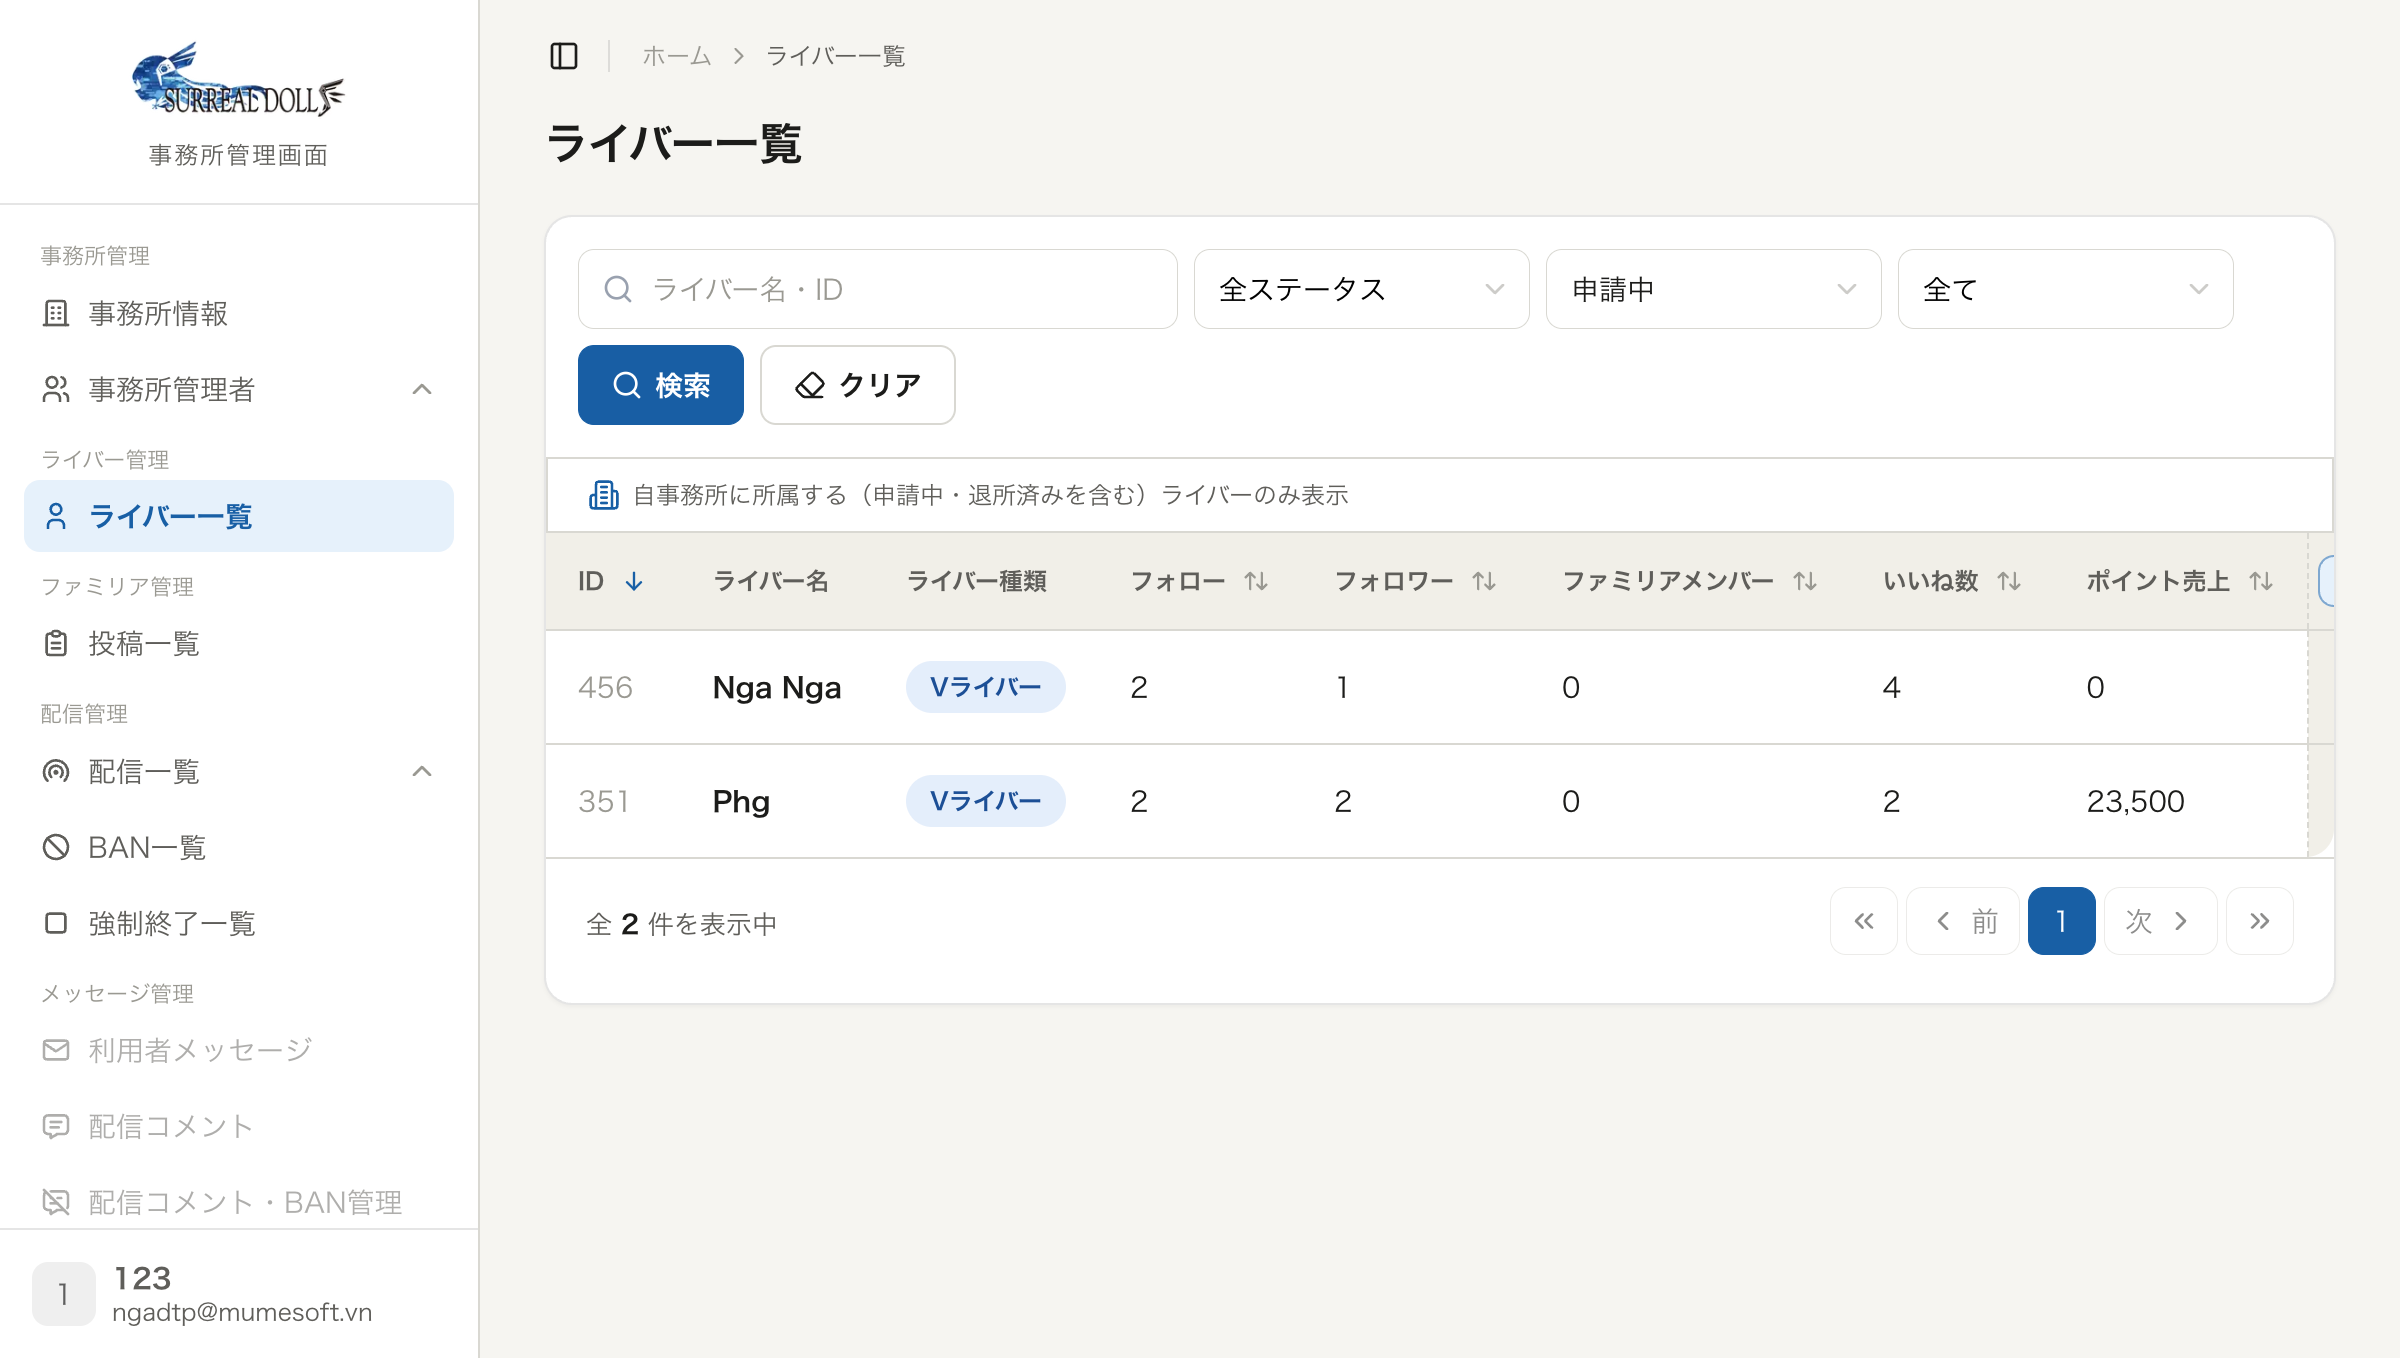 SURREAL DOLL
事務所管理画面
事務所管理
事務所情報
事務所管理者
ライバー管理
ライバー一覧
ファミリア管理
投稿一覧
配信管理
配信一覧
BAN一覧
強制終了一覧
メッセージ管理
利用者メッセージ
配信コメント
配信コメント・BAN管理
1
123
ngadtp@mumesoft.vn
ホーム ライバー一覧
ライバー一覧
ライバー名・ID 全ステータス 申請中 全て
検索 クリア
自事務所に所属する（申請中・退所済みを含む）ライバーのみ表示
ID ライバー名 ライバー種類 フォロー フォロワー ファミリアメンバー いいね数 ポイント売上
456 Nga Nga Vライバー 2 1 0 4 0
351 Phg Vライバー 2 2 0 2 23,500
全 2 件を表示中
« 前 1 次 »